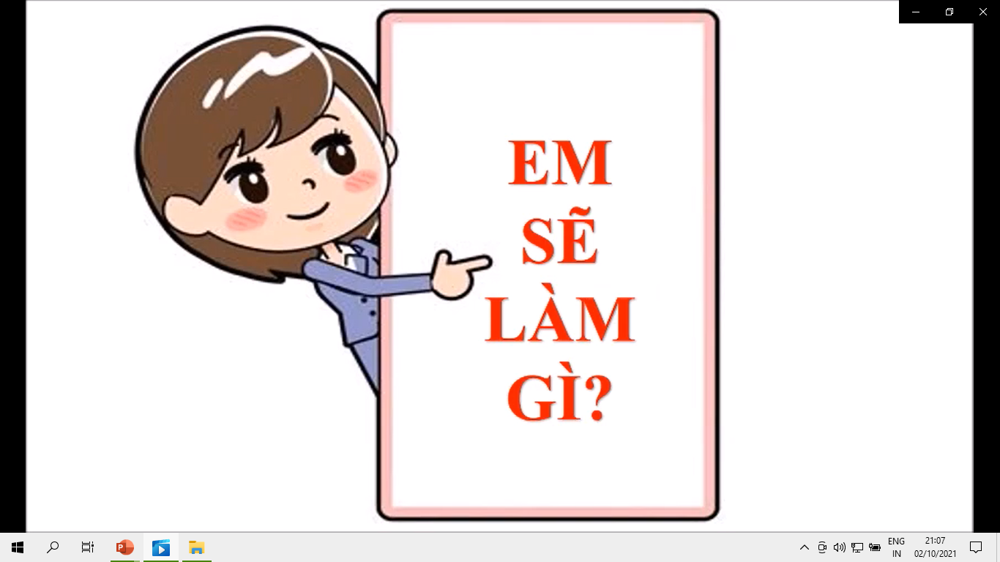 EM
SẼ
LÀM
GÌ?
ENG
IN
21:07
02/10/2021